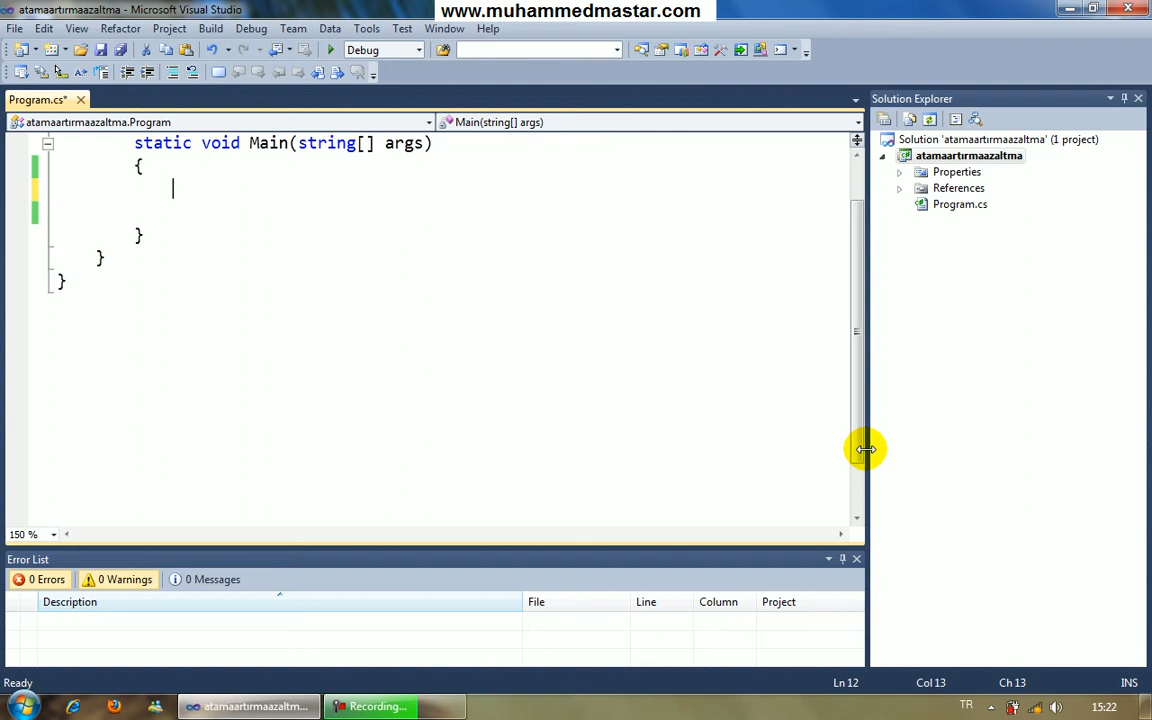 atamaartırmaazaltma - Microsoft Visual Studio
www.muhammedmastar.com
File Edit View Refactor Project Build Debug Team Data Tools Test Window Help
Debug
Program.cs*
atamaartırmaazaltma.Program
Main(string[] args)
static void Main(string[] args)
{
}
}
}
150 %
Solution Explorer
Solution 'atamaartırmaazaltma' (1 project)
atamaartırmaazaltma
Properties
References
Program.cs
Error List
0 Errors
0 Warnings
0 Messages
Description File Line Column Project
Ready
Ln 12 Col 13 Ch 13 INS
atamaartırmaazaltm...
Recording...
TR
15:22